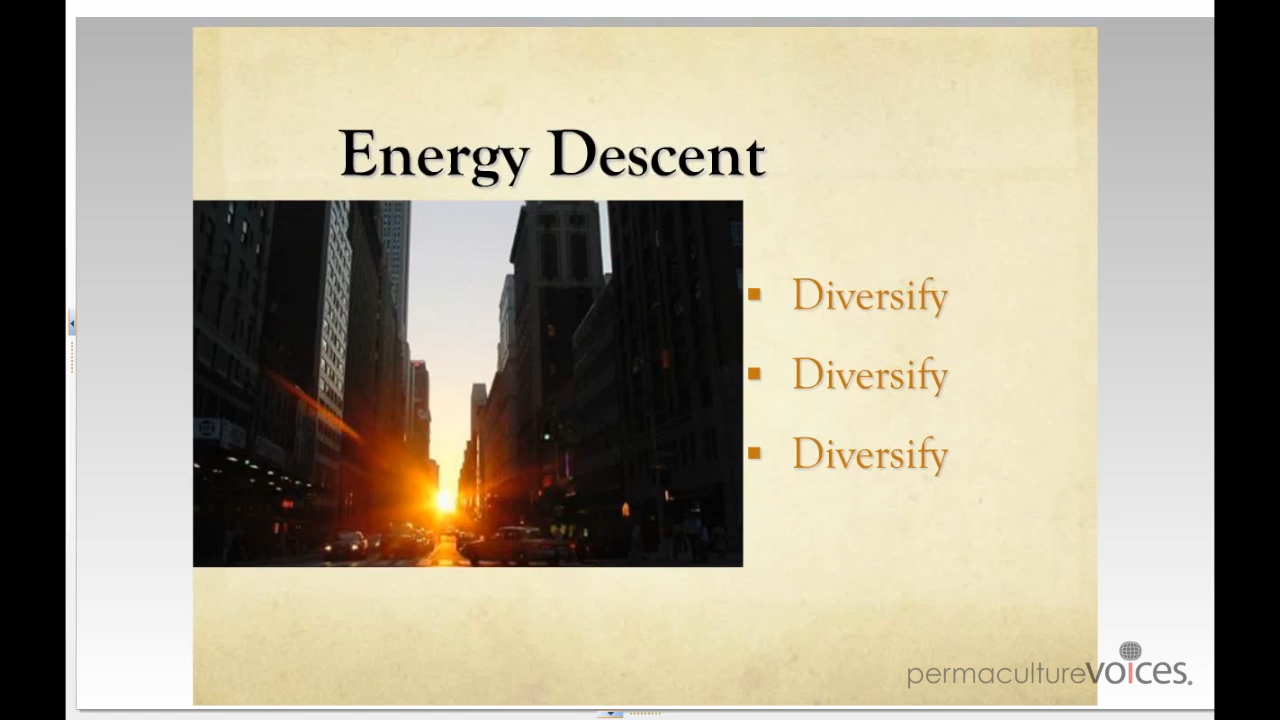 Energy Descent
▪ Diversify
▪ Diversify
▪ Diversify
permacultureVOICES.